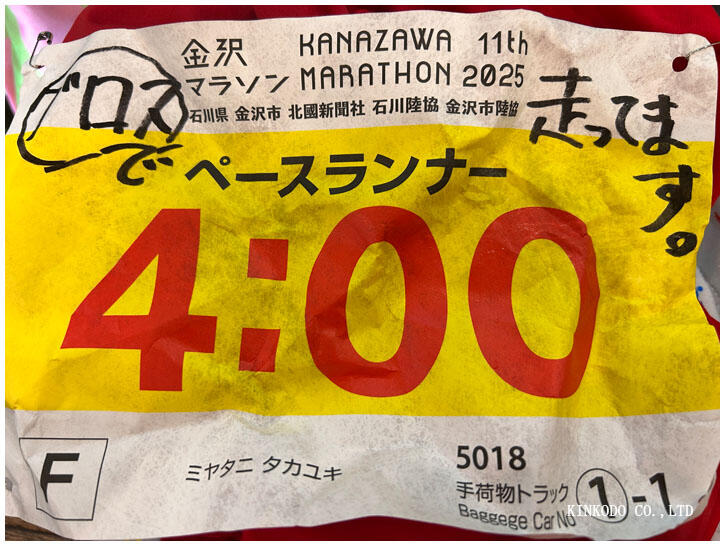 金沢 KANAZAWA 11th
マラソン MARATHON 2025
石川県 金沢市 北國新聞社 石川陸協 金沢市陸協
グロス
で
走ってま
す。
ペースランナー
4:00
F
ミヤタニ タカユキ
5018
手荷物トラック
Baggege Car No
①-1
KINKODO CO.,LTD